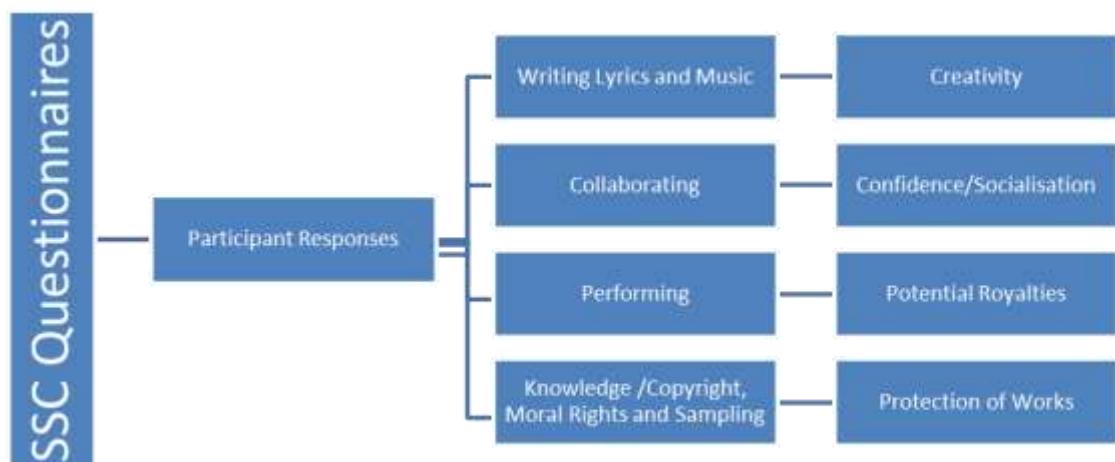 SSC Questionnaires
Participant Responses
Writing Lyrics and Music
Creativity
Collaborating
Confidence/Socialisation
Performing
Potential Royalties
Knowledge /Copyright,
Moral Rights and Sampling
Protection of Works